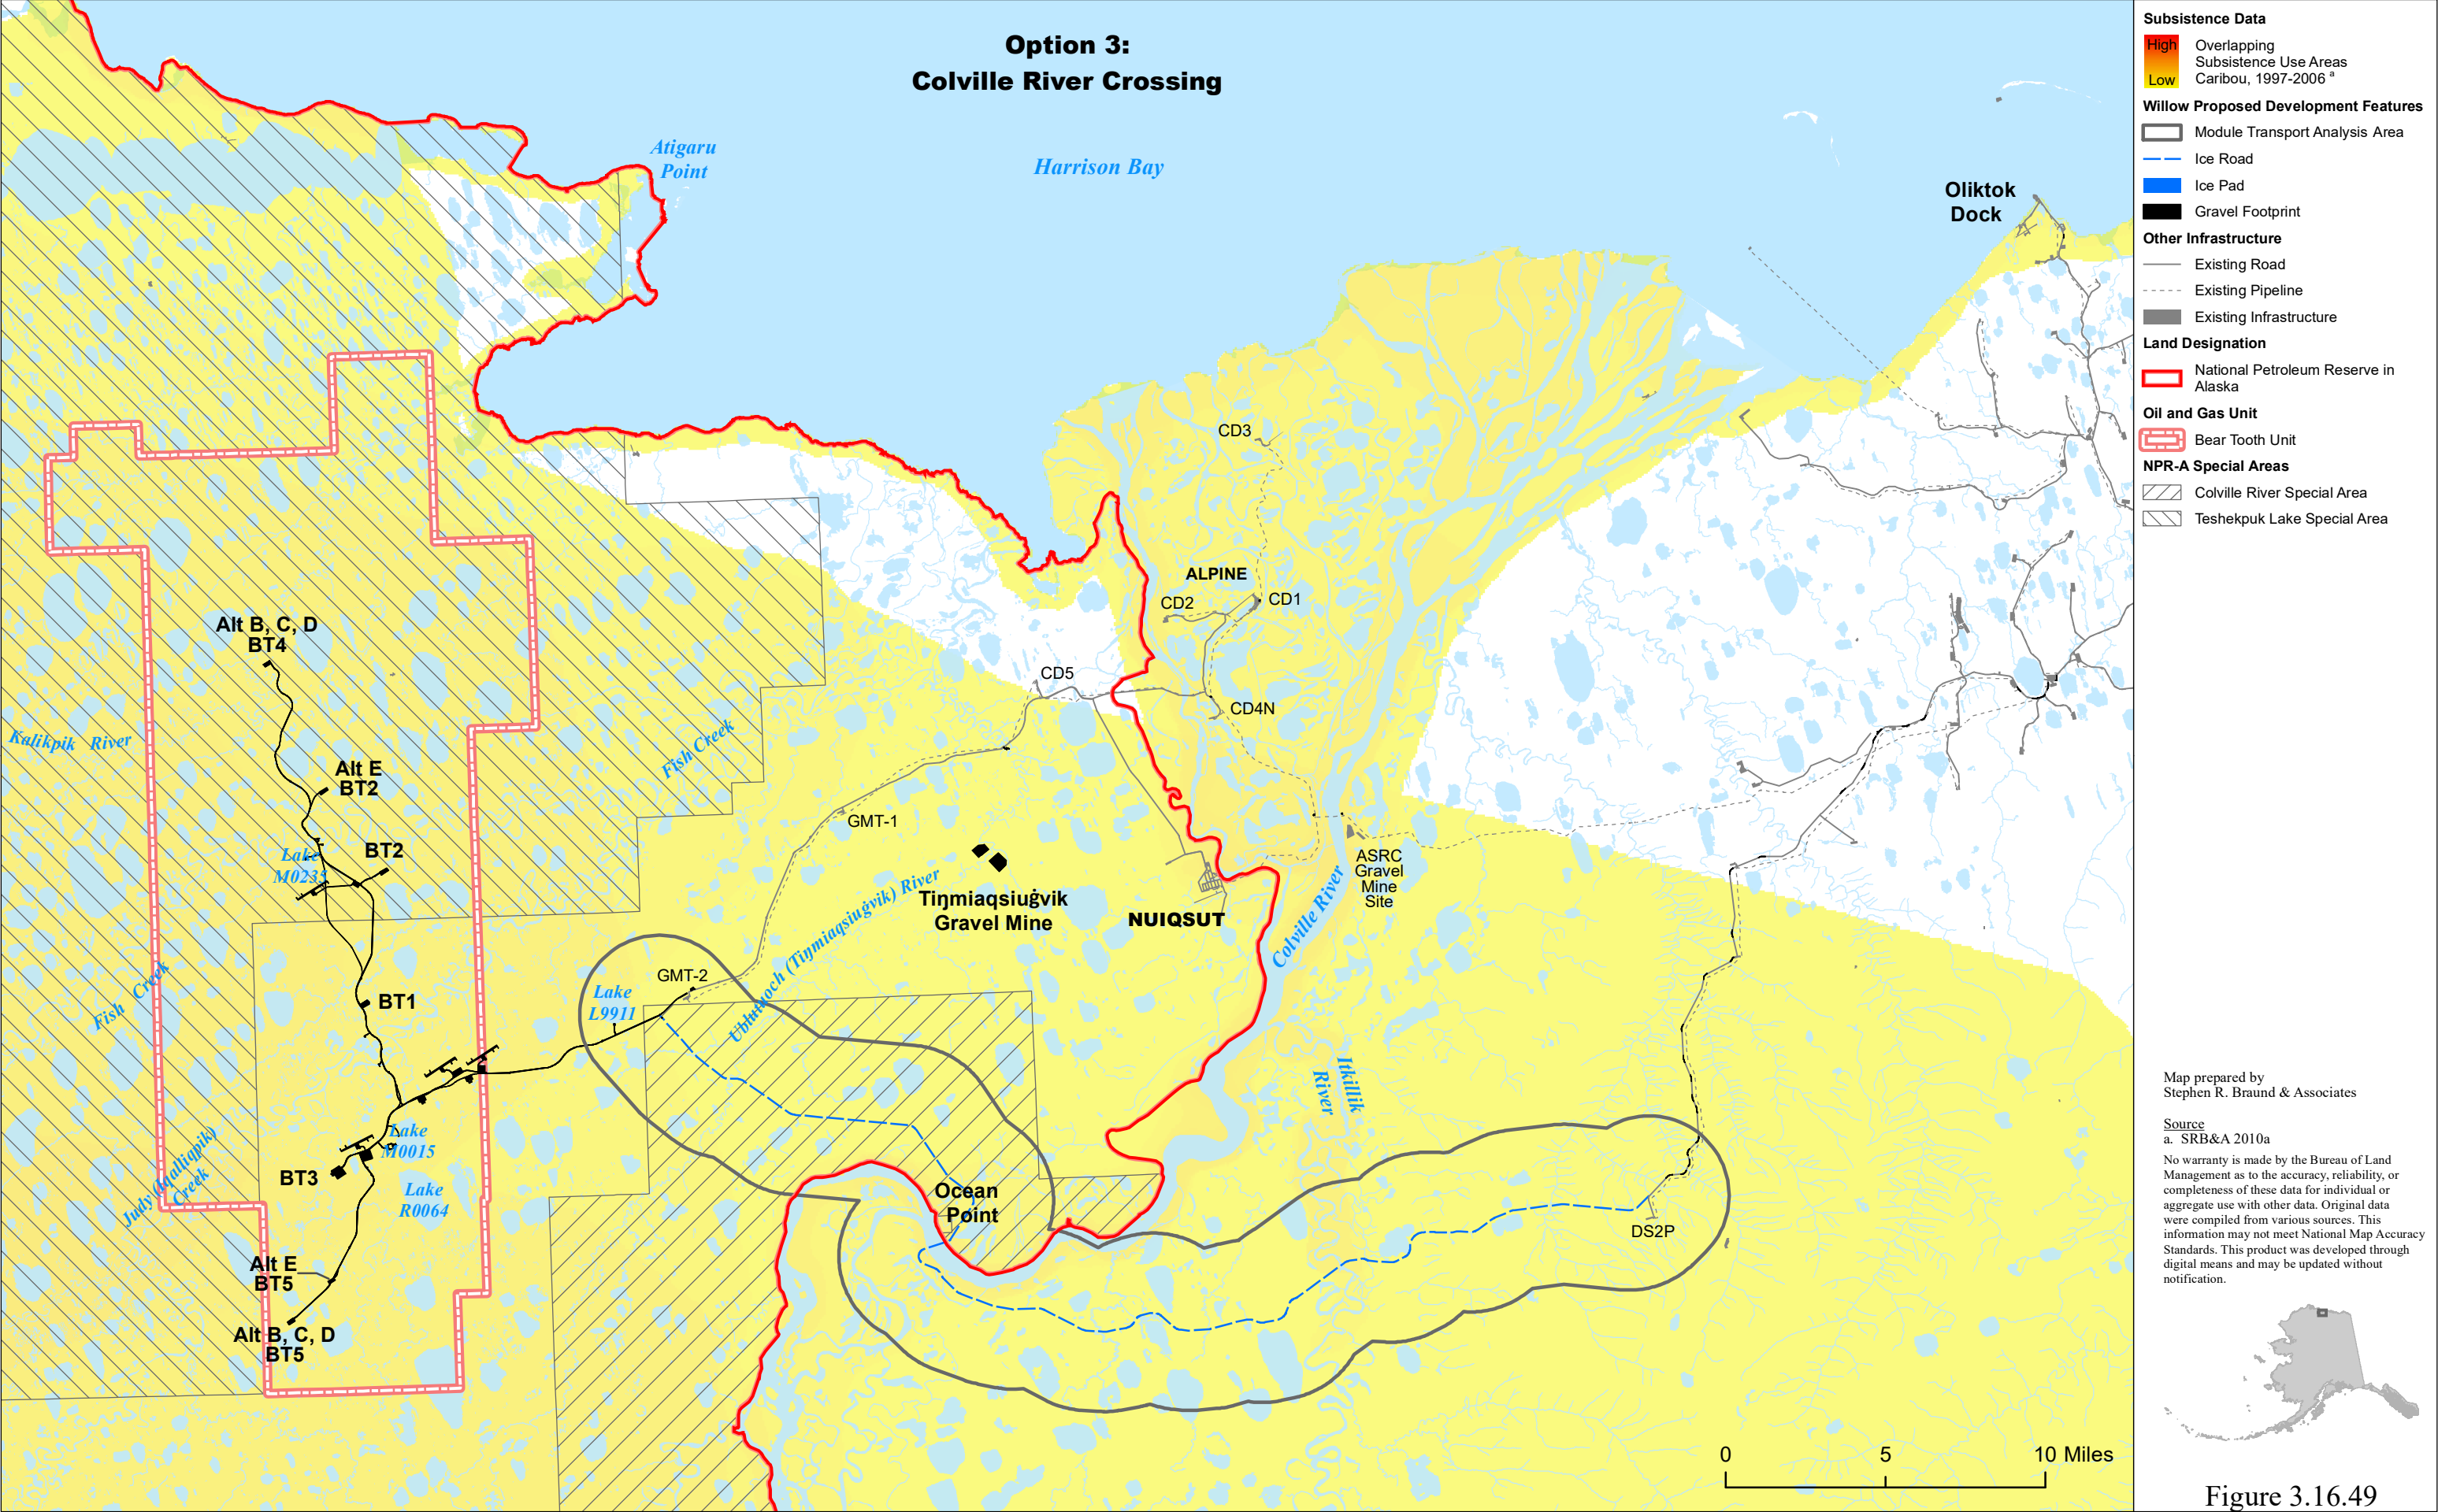 Option 3:
Colville River Crossing
Atigaru
Point
Harrison Bay
Oliktok
Dock
CD3
ALPINE
CD2
CD1
CD5
CD4N
Alt B, C, D
BT4
Kalikpik River
Fish Creek
Alt E
BT2
GMT-1
BT2
Lake
M0235
Tiŋmiaqsiuġvik
Gravel Mine
NUIQSUT
ASRC
Gravel
Mine
Site
Colville River
Ublutuoch (Tiŋmiaqsiuġvik) River
GMT-2
Lake
L9911
Fish Creek
BT1
Itkillik
River
Lake
M0015
Judy (Iqalliqpik)
Creek
BT3
Lake
R0064
Ocean
Point
DS2P
Alt E
BT5
Alt B, C, D
BT5
0 5 10 Miles
Subsistence Data
High
Low
Overlapping
Subsistence Use Areas
Caribou, 1997-2006 a
Willow Proposed Development Features
Module Transport Analysis Area
Ice Road
Ice Pad
Gravel Footprint
Other Infrastructure
Existing Road
Existing Pipeline
Existing Infrastructure
Land Designation
National Petroleum Reserve in
Alaska
Oil and Gas Unit
Bear Tooth Unit
NPR-A Special Areas
Colville River Special Area
Teshekpuk Lake Special Area
Map prepared by
Stephen R. Braund & Associates
Source
a. SRB&A 2010a
No warranty is made by the Bureau of Land
Management as to the accuracy, reliability, or
completeness of these data for individual or
aggregate use with other data. Original data
were compiled from various sources. This
information may not meet National Map Accuracy
Standards. This product was developed through
digital means and may be updated without
notification.
Figure 3.16.49